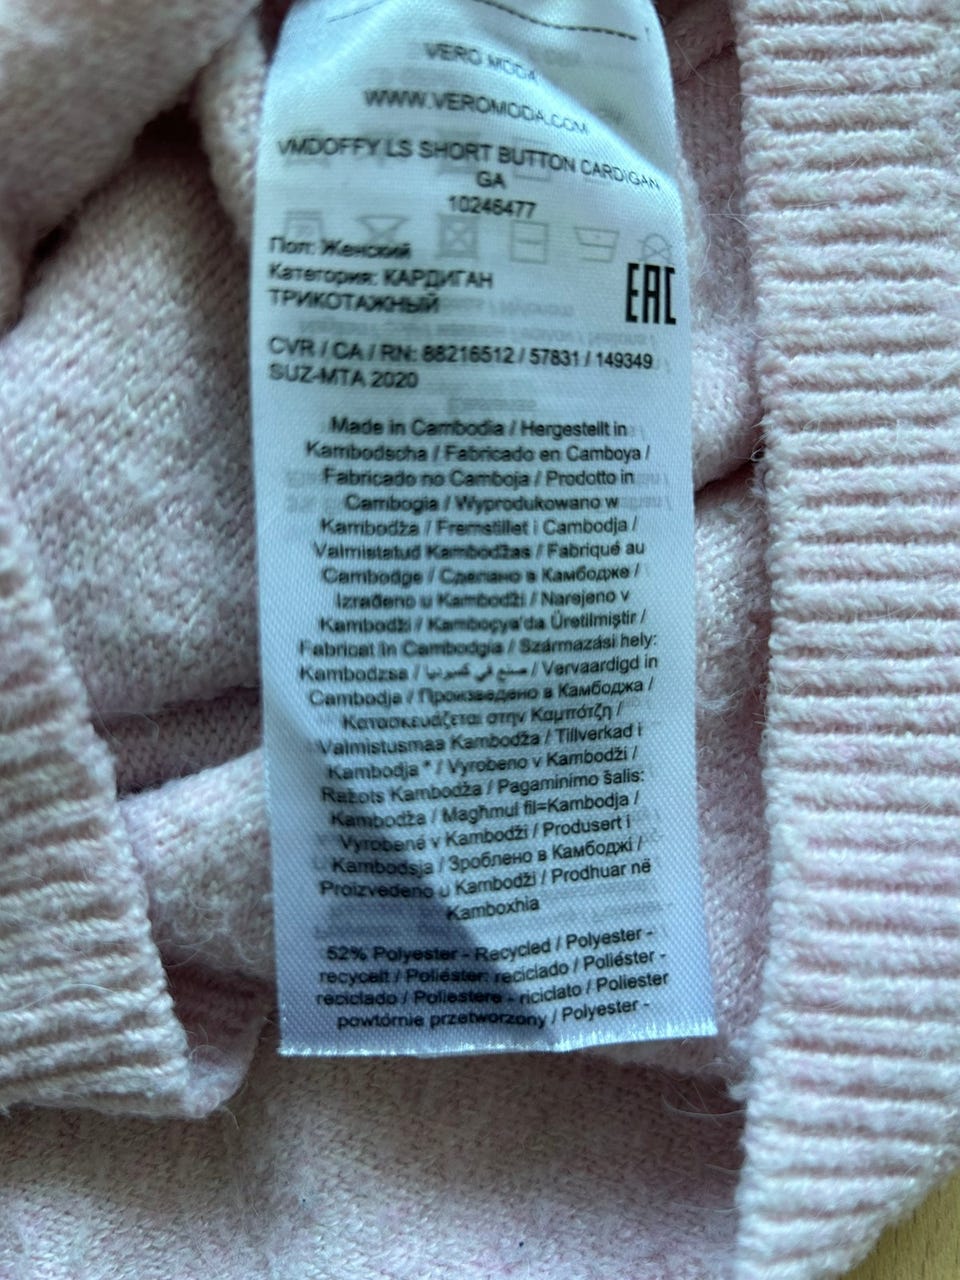 VERO MODA
WWW.VEROMODA.COM
VMDOFFY LS SHORT BUTTON CARDIGAN
GA
10246477
Пол: Женский
Категория: КАРДИГАН
ТРИКОТАЖНЫЙ
EAC
CVR / CA / RN: 88216512 / 57831 / 149349
SUZ-MTA 2020
Made in Cambodia / Hergestellt in
Kambodscha / Fabricado en Camboya /
Fabricado no Camboja / Prodotto in
Cambogia / Wyprodukowano w
Kambodża / Fremstillet i Cambodja /
Valmistatud Kambodžas / Fabriqué au
Cambodge / Сделано в Камбодже /
Izrađeno u Kambodži / Narejeno v
Kambodži / Kamboçya'da Üretilmiştir /
Fabricat în Cambodgia / Származási hely:
Kambodzsa / صنع في كمبوديا / Vervaardigd in
Cambodja / Произведено в Камбоджа /
Κατασκευάζεται στην Καμπότζη /
Valmistusmaa Kambodža / Tillverkad i
Kambodja * / Vyrobeno v Kambodži /
Ražots Kambodža / Pagaminimo šalis:
Kambodža / Magħmul fil=Kambodja /
Vyrobené v Kambodži / Produsert i
Kambodsja / Зроблено в Камбоджі /
Proizvedeno u Kambodži / Prodhuar në
Kamboxhia
52% Polyester - Recycled / Polyester -
recycelt / Poliéster: reciclado / Poliéster -
reciclado / Poliestere - riciclato / Poliester -
powtórnie przetworzony / Polyester -